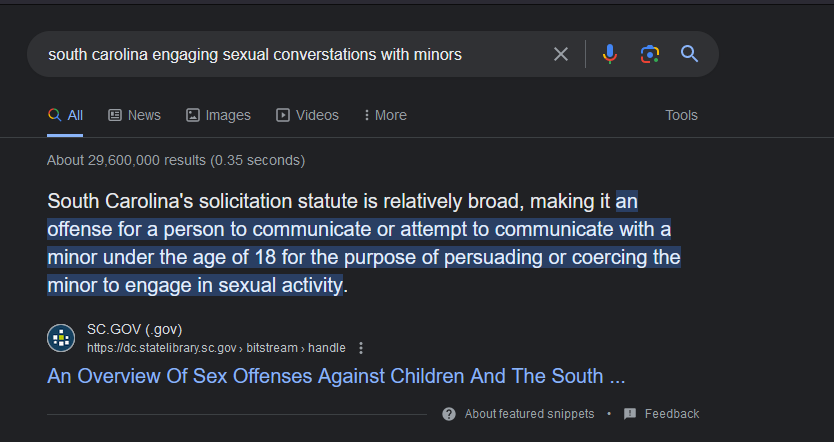 south carolina engaging sexual converstations with minors
All News Images Videos More Tools
About 29,600,000 results (0.35 seconds)
South Carolina's solicitation statute is relatively broad, making it an
offense for a person to communicate or attempt to communicate with a
minor under the age of 18 for the purpose of persuading or coercing the
minor to engage in sexual activity.
SC.GOV (.gov)
https://dc.statelibrary.sc.gov › bitstream › handle
An Overview Of Sex Offenses Against Children And The South ...
About featured snippets • Feedback